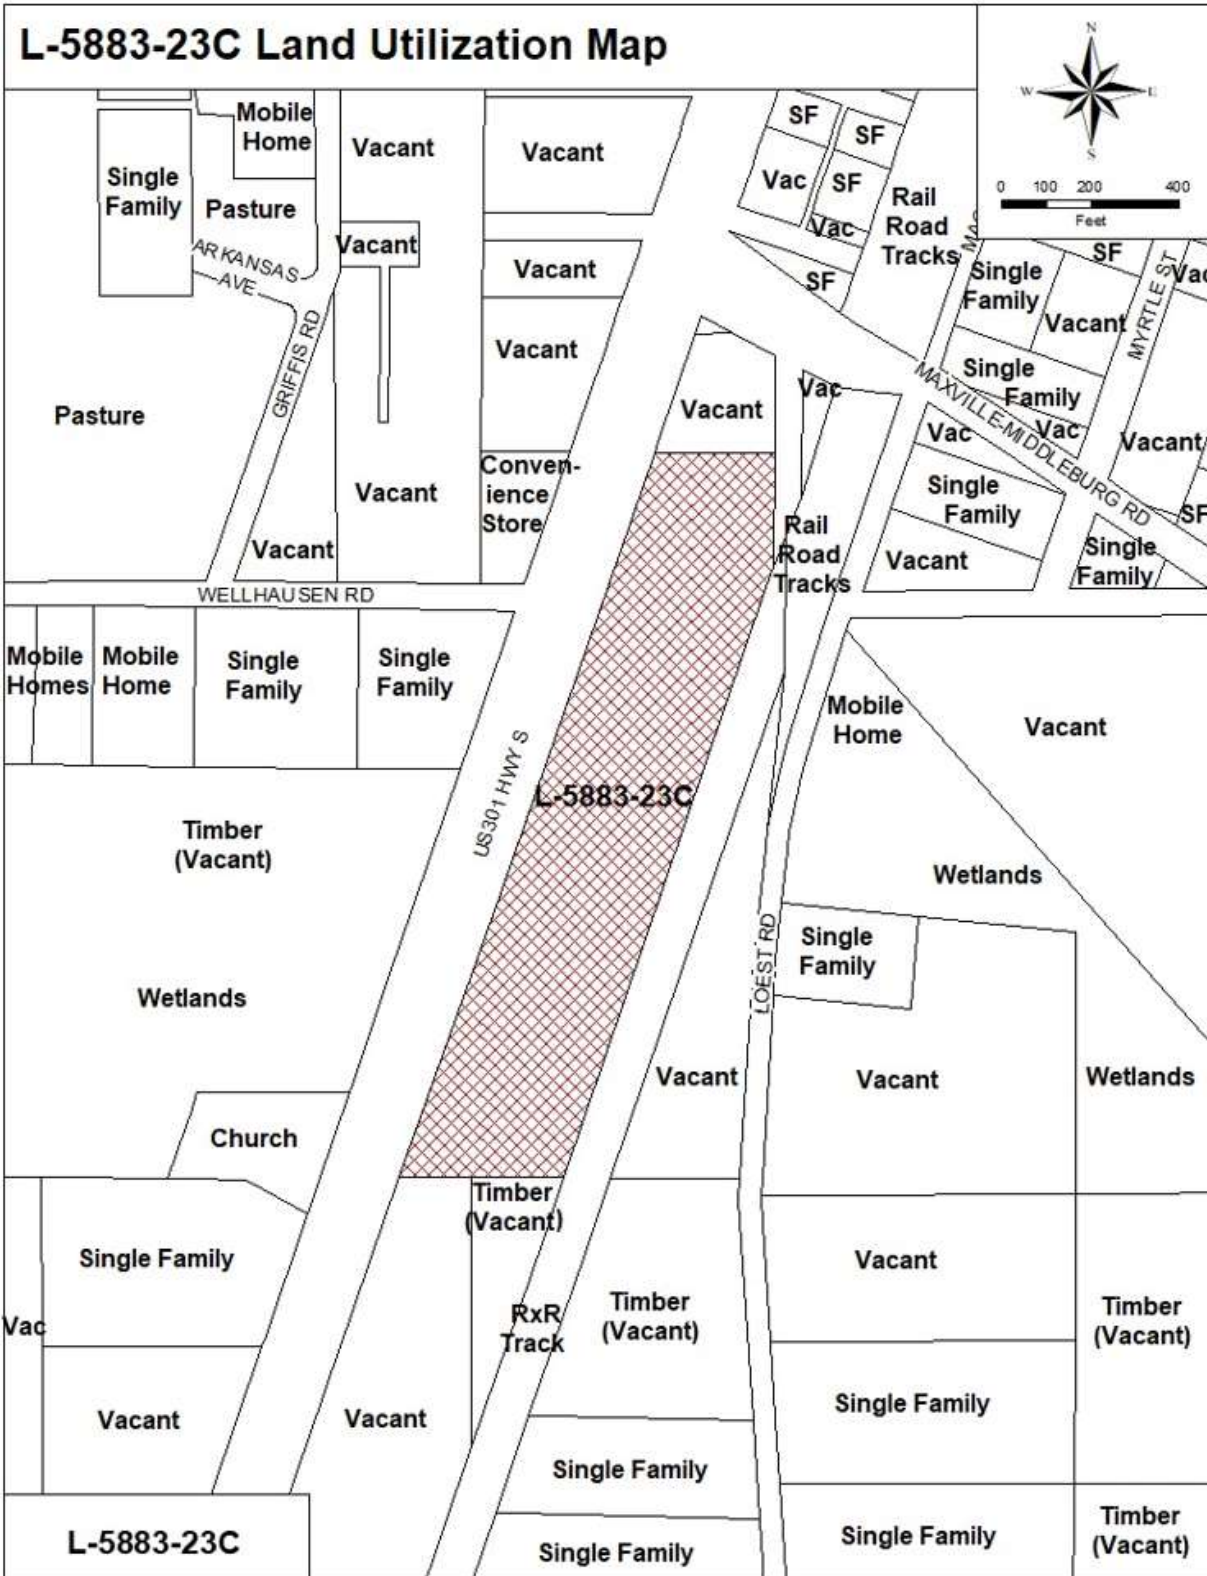 L-5883-23C Land Utilization Map
N
W
E
S
0 100 200 400
Feet
Mobile
Home
Vacant
Vacant
SF
SF
Single
Family
Pasture
Vac
SF
Rail
Road
Tracks
Vacant
Vac
ARKANSAS
AVE
Vacant
SF
SF
Single
Family
Vacant
MYRTLE ST
GRIFFIS RD
Vacant
Pasture
Vacant
Vac
Single
Family
MAXVILLE-MIDDLEBURG RD
Vac
Vac
Vacant
Conven-
ience
Store
Vacant
Single
Family
SF
Rail
Road
Tracks
Vacant
Vacant
Single
Family
WELLHAUSEN RD
Mobile
Homes
Mobile
Home
Single
Family
Single
Family
Mobile
Home
Vacant
US301 HWY S
L-5883-23C
Timber
(Vacant)
Wetlands
LOEST RD
Single
Family
Wetlands
Vacant
Vacant
Wetlands
Church
Timber
(Vacant)
Single Family
Vacant
Vac
RxR
Track
Timber
(Vacant)
Timber
(Vacant)
Single Family
Vacant
Vacant
Single Family
Timber
(Vacant)
L-5883-23C
Single Family
Single Family